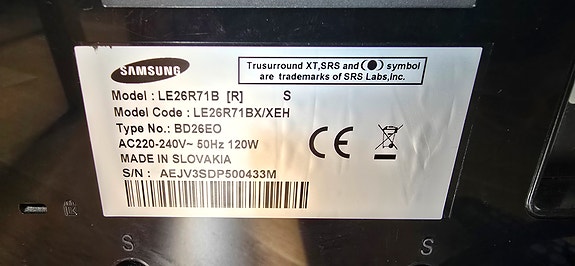 SAMSUNG
Trusurround XT,SRS and (●) symbol
are trademarks of SRS Labs,Inc.
Model : LE26R71B [R] S
Model Code : LE26R71BX/XEH
Type No.: BD26EO
AC220-240V~ 50Hz 120W
MADE IN SLOVAKIA
S/N : AEJV3SDP500433M
CE
S
S